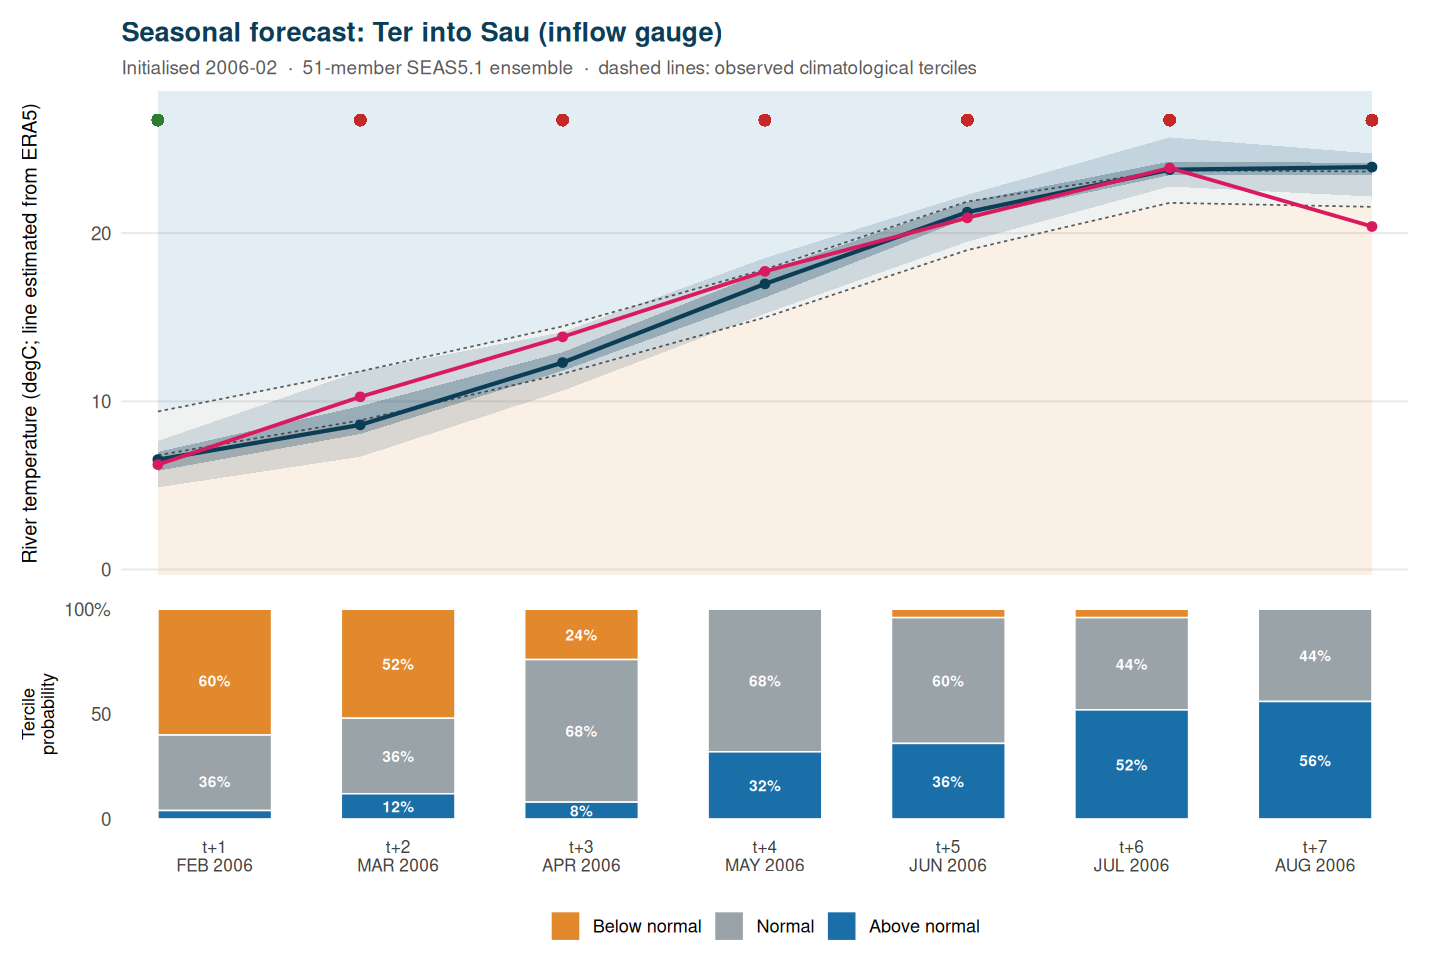 Seasonal forecast: Ter into Sau (inflow gauge)
Initialised 2006-02 · 51-member SEAS5.1 ensemble · dashed lines: observed climatological terciles
River temperature (degC; line estimated from ERA5)
20
10
0
Tercile
probability
100%
50
0
60%
36%
52%
36%
12%
24%
68%
8%
68%
32%
60%
36%
44%
52%
44%
56%
t+1
FEB 2006
t+2
MAR 2006
t+3
APR 2006
t+4
MAY 2006
t+5
JUN 2006
t+6
JUL 2006
t+7
AUG 2006
Below normal
Normal
Above normal